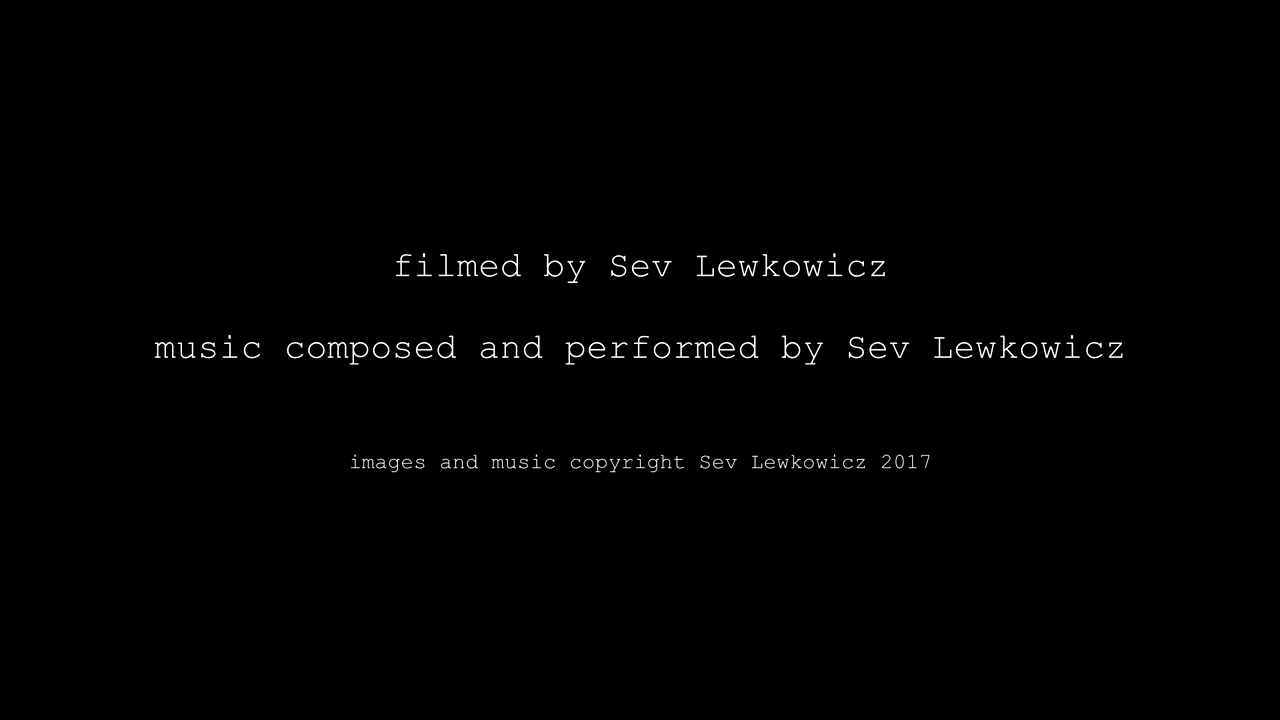 filmed by Sev Lewkowicz
music composed and performed by Sev Lewkowicz
images and music copyright Sev Lewkowicz 2017